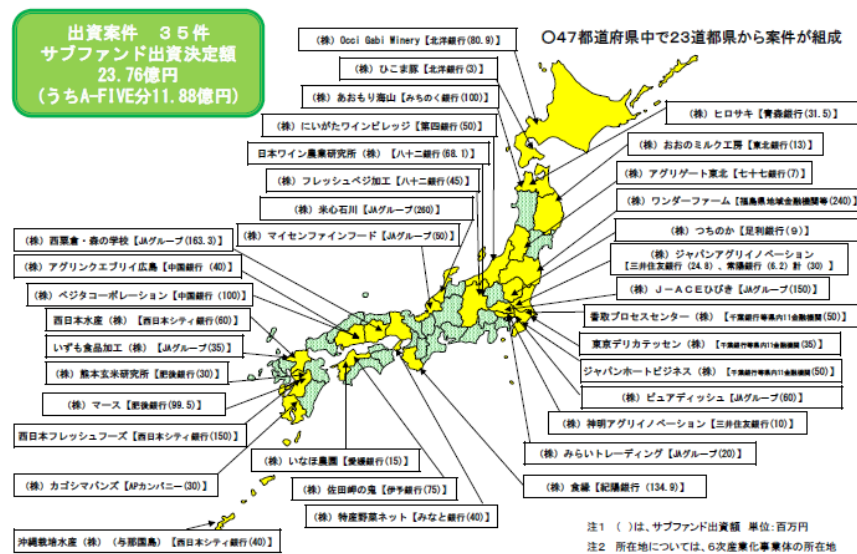 出資案件 ３５件
サブファンド出資決定額
23.76億円
(うちA-FIVE分11.88億円)
○47都道府県中で23道都県から案件が組成
(株) Occi Gabi Winery【北洋銀行(80.9)】
(株) ひこま豚【北洋銀行(3)】
(株) あおもり海山【みちのく銀行(100)】
(株) にいがたワインビレッジ【第四銀行(50)】
日本ワイン農業研究所 (株) 【八十二銀行(68.1)】
(株) フレッシュベジ加工【八十二銀行(45)】
(株) 米心石川【JAグループ(260)】
(株) マイセンファインフード【JAグループ(50)】
(株) 西粟倉・森の学校【JAグループ(163.3)】
(株) アグリンクエブリイ広島【中国銀行 (40)】
(株) ベジタコーポレーション【中国銀行(100)】
西日本水産 (株) 【西日本シティ銀行(60)】
いずも食品加工 (株) 【JAグループ(35)】
(株) 熊本玄米研究所【肥後銀行(30)】
(株) マース【肥後銀行(99.5)】
西日本フレッシュフーズ【西日本シティ銀行(150)】
(株) カゴシマバンズ【APカンパニー(30)】
沖縄栽培水産 (株) (与那国島) 【西日本シティ銀行(40)】
(株) いなほ農園【愛媛銀行(15)】
(株) 佐田岬の鬼【伊予銀行(75)】
(株) 特産野菜ネット【みなと銀行(40)】
(株) ヒロサキ【青森銀行(31.5)】
(株) おおのミルク工房【東北銀行(13)】
(株) アグリゲート東北【七十七銀行(7)】
(株) ワンダーファーム【福島県地域金融機関等(240)】
(株) つちのか【足利銀行(９)】
(株) ジャパンアグリイノベーション
【三井住友銀行 (24.8) 、常陽銀行 (6.2) 計 (30) 】
(株) Ｊ－ＡＣＥひびき【JAグループ(150)】
香取プロセスセンター (株) 【千葉銀行等県内11金融機関(50)】
東京デリカテッセン (株) 【千葉銀行等県内11金融機関(35)】
ジャパンホートビジネス (株) 【千葉銀行等県内11金融機関(50)】
(株) ピュアディッシュ【JAグループ(60)】
(株) 神明アグリイノベーション【三井住友銀行(10)】
(株) みらいトレーディング【JAグループ(20)】
(株) 食縁【紀陽銀行 (134.9)】
注1 ( )は、サブファンド出資額 単位:百万円
注2 所在地については、6次産業化事業体の所在地